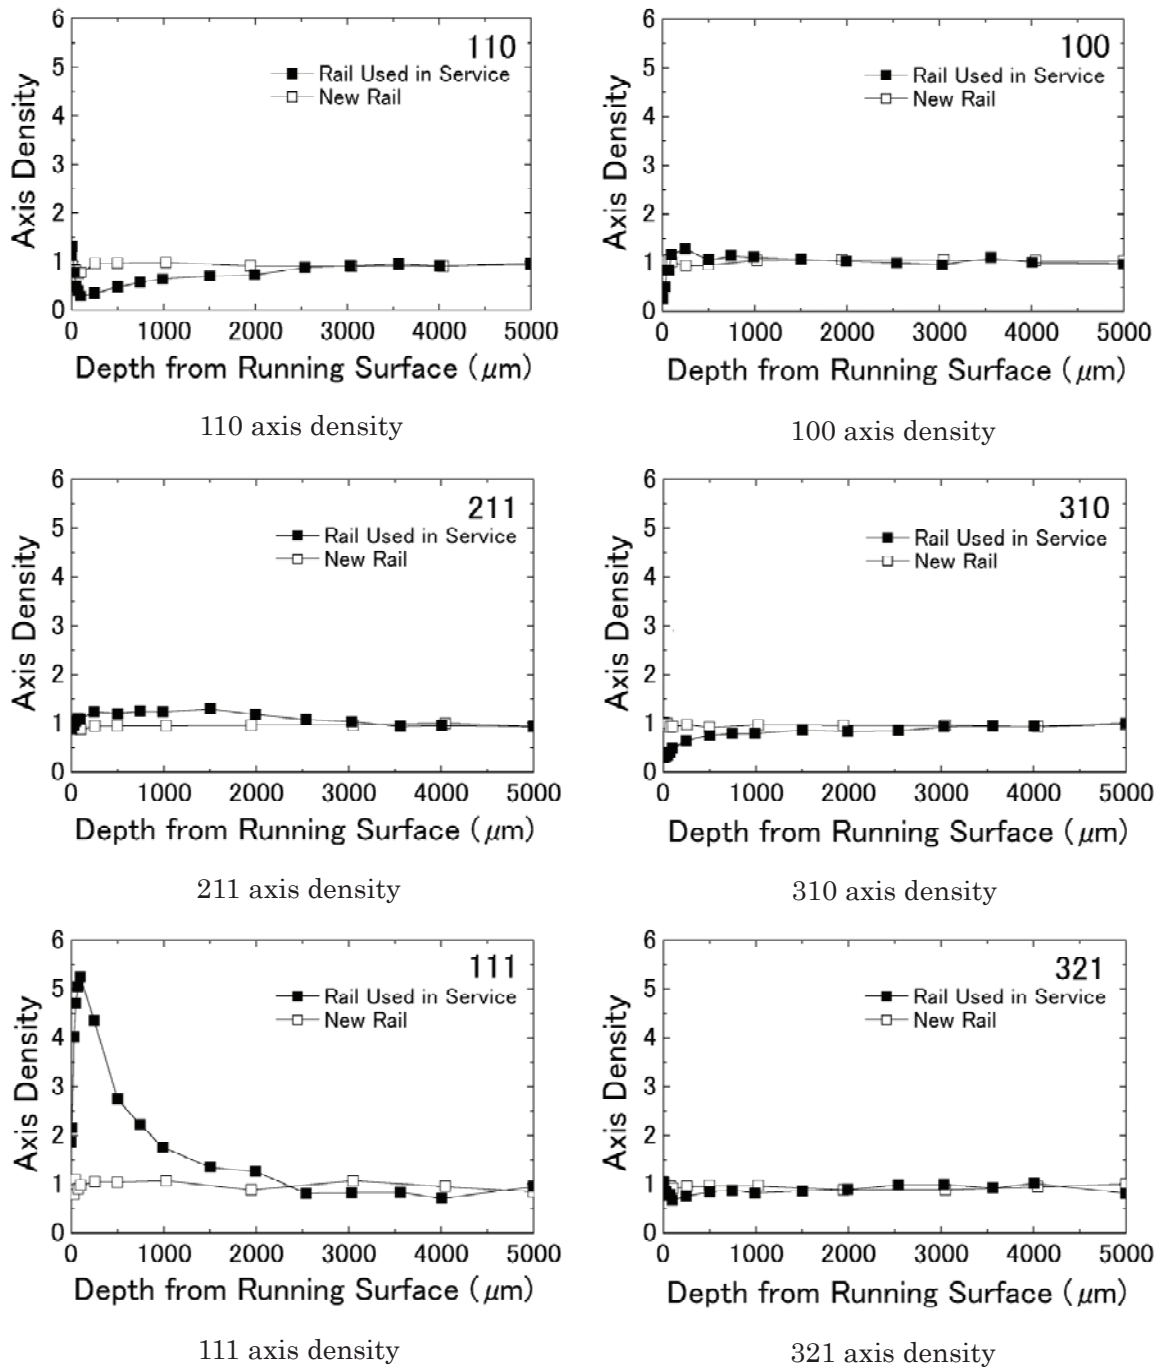 6
5
4
3
2
1
0
Axis Density
110
Rail Used in Service
New Rail
0 1000 2000 3000 4000 5000
Depth from Running Surface (μm)
110 axis density
6
5
4
3
2
1
0
Axis Density
100
Rail Used in Service
New Rail
0 1000 2000 3000 4000 5000
Depth from Running Surface (μm)
100 axis density
6
5
4
3
2
1
0
Axis Density
211
Rail Used in Service
New Rail
0 1000 2000 3000 4000 5000
Depth from Running Surface (μm)
211 axis density
6
5
4
3
2
1
0
Axis Density
310
Rail Used in Service
New Rail
0 1000 2000 3000 4000 5000
Depth from Running Surface (μm)
310 axis density
6
5
4
3
2
1
0
Axis Density
111
Rail Used in Service
New Rail
0 1000 2000 3000 4000 5000
Depth from Running Surface (μm)
111 axis density
6
5
4
3
2
1
0
Axis Density
321
Rail Used in Service
New Rail
0 1000 2000 3000 4000 5000
Depth from Running Surface (μm)
321 axis density